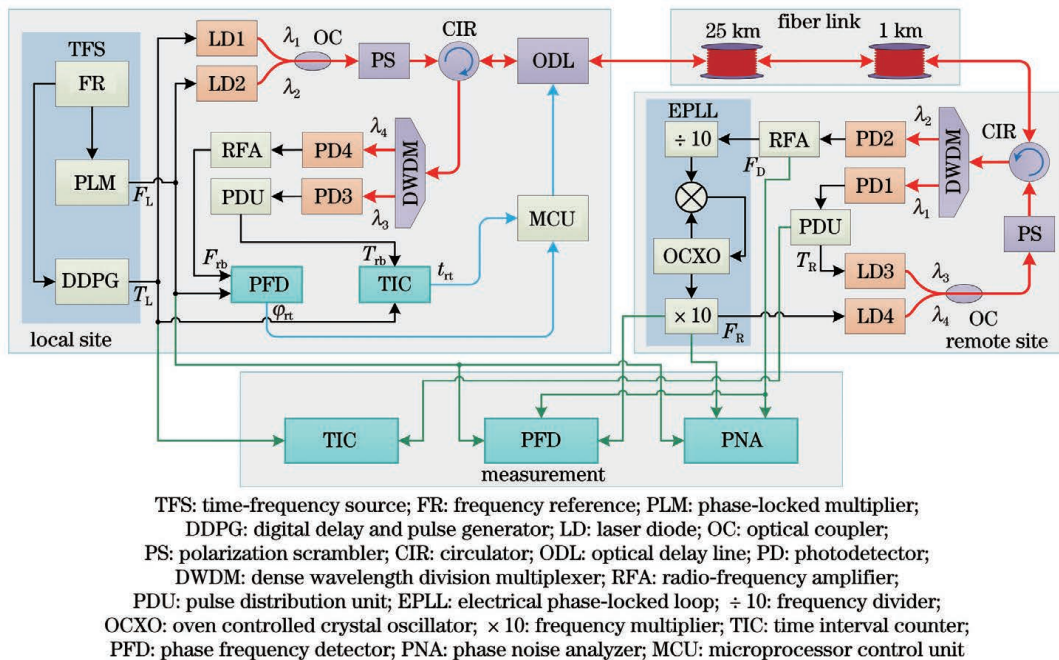 fiber link
25 km
1 km
TFS
FR
PLM
F_L
DDPG
T_L
local site
LD1
λ₁
OC
LD2
λ₂
PS
CIR
ODL
RFA
PD4
λ₄
DWDM
PDU
PD3
λ₃
MCU
F_rb
T_rb
t_rt
PFD
TIC
φ_rt
EPLL
÷ 10
RFA
PD2
λ₂
DWDM
CIR
F_D
PD1
λ₁
PDU
PS
OCXO
T_R
LD3
λ₃
× 10
F_R
LD4
λ₄
OC
remote site
TIC
PFD
PNA
measurement
TFS: time-frequency source; FR: frequency reference; PLM: phase-locked multiplier;
DDPG: digital delay and pulse generator; LD: laser diode; OC: optical coupler;
PS: polarization scrambler; CIR: circulator; ODL: optical delay line; PD: photodetector;
DWDM: dense wavelength division multiplexer; RFA: radio-frequency amplifier;
PDU: pulse distribution unit; EPLL: electrical phase-locked loop; ÷ 10: frequency divider;
OCXO: oven controlled crystal oscillator; × 10: frequency multiplier; TIC: time interval counter;
PFD: phase frequency detector; PNA: phase noise analyzer; MCU: microprocessor control unit